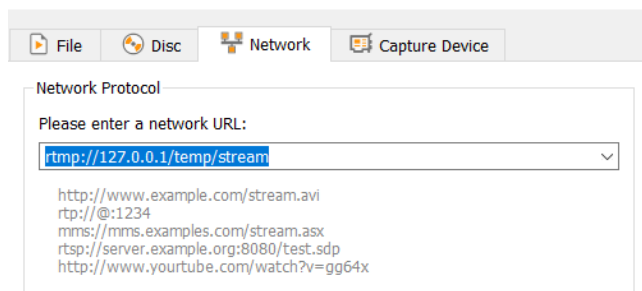 File Disc Network Capture Device
Network Protocol
Please enter a network URL:
rtmp://127.0.0.1/temp/stream
http://www.example.com/stream.avi
rtp://@:1234
mms://mms.examples.com/stream.asx
rtsp://server.example.org:8080/test.sdp
http://www.yourtube.com/watch?v=gg64x